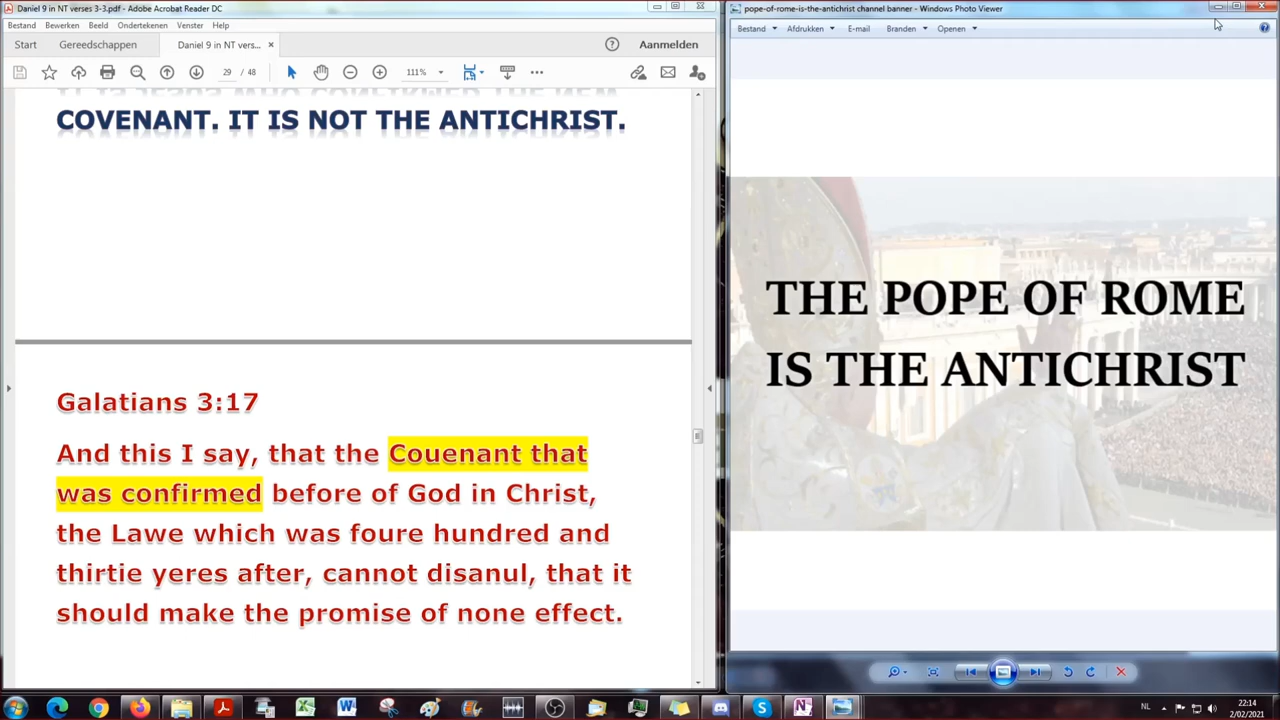 Daniel 9 in NT verses 3-3.pdf - Adobe Acrobat Reader DC
Bestand Bewerken Beeld Ondertekenen Venster Help
Start Gereedschappen Daniel 9 in NT vers... × Aanmelden
29 / 48 111%
COVENANT. IT IS NOT THE ANTICHRIST.
Galatians 3:17
And this I say, that the Couenant that
was confirmed before of God in Christ,
the Lawe which was foure hundred and
thirtie yeres after, cannot disanul, that it
should make the promise of none effect.
pope-of-rome-is-the-antichrist channel banner - Windows Photo Viewer
Bestand Afdrukken E-mail Branden Openen
THE POPE OF ROME
IS THE ANTICHRIST
NL
22:14
2/02/2021